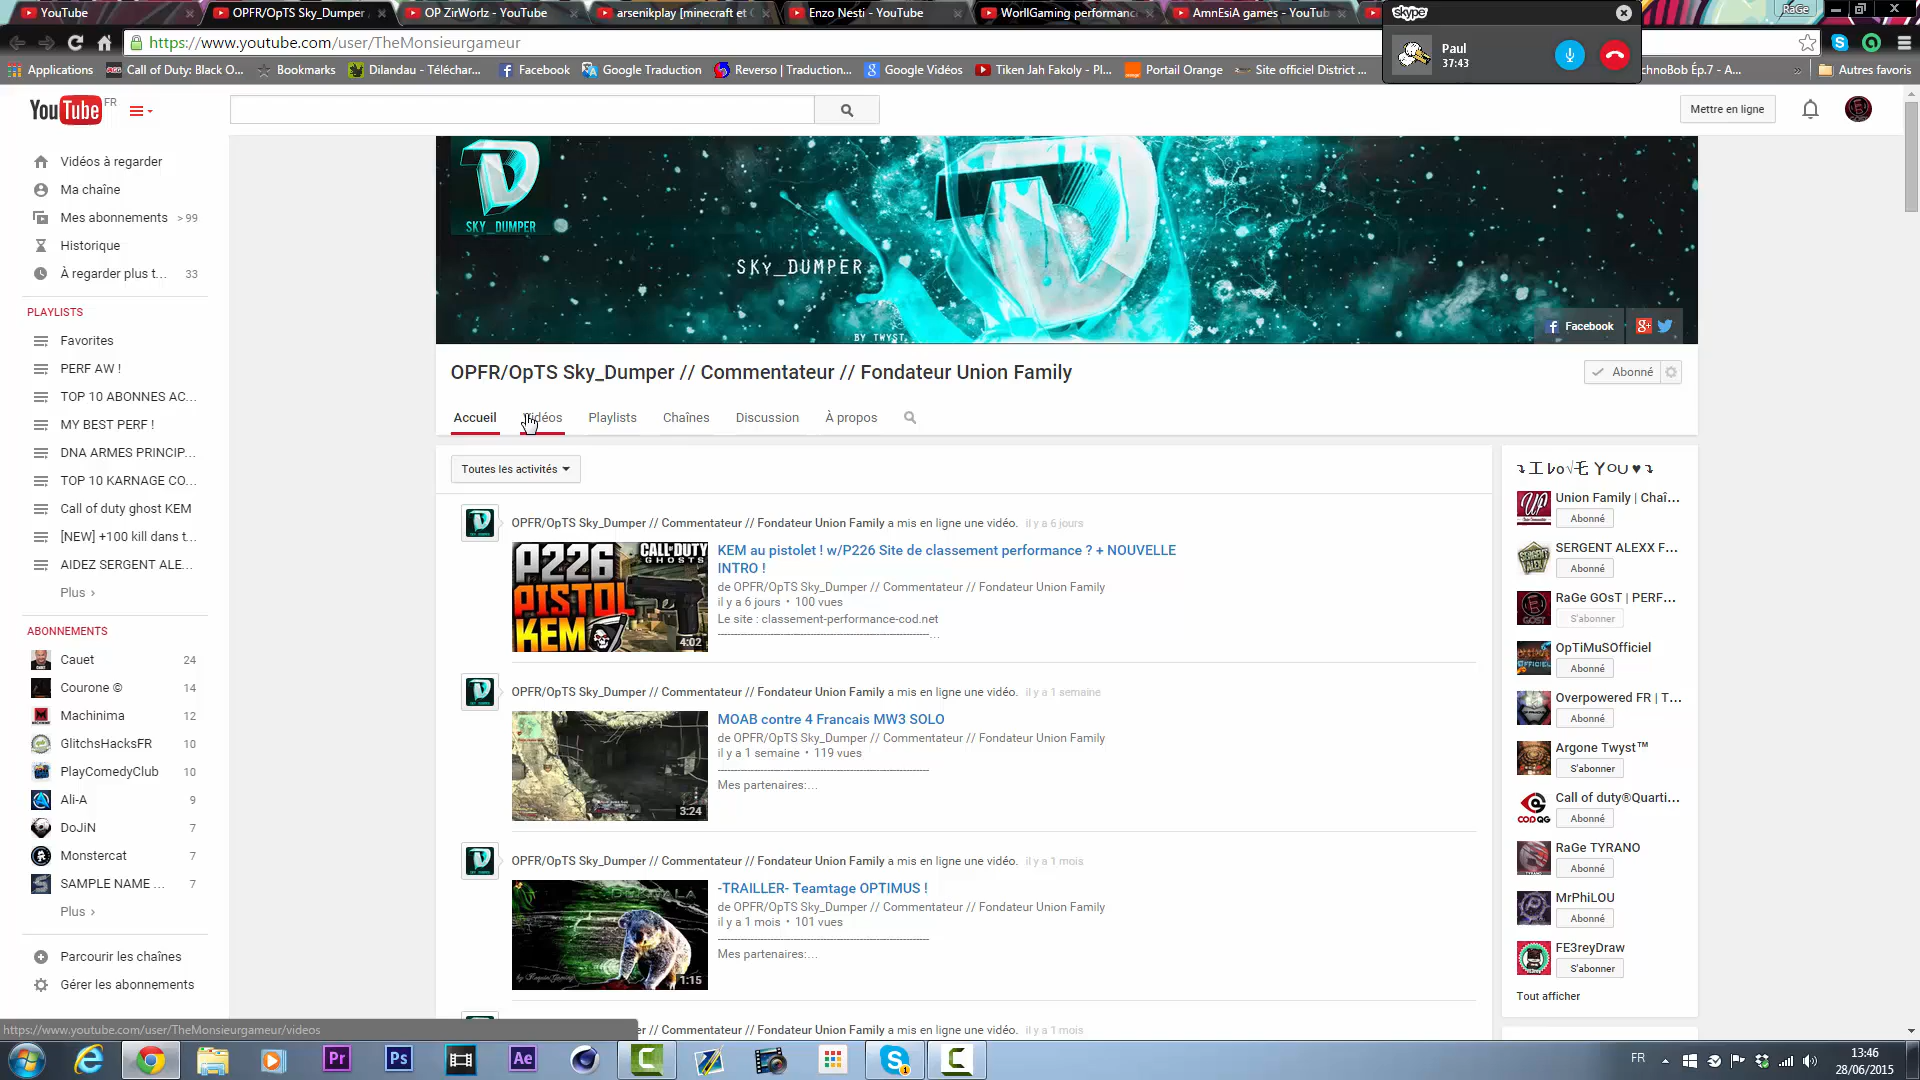 YouTube
OPFR/OpTS Sky_Dumper
OP ZirWorlz - YouTube
arsenikplay [minecraft et
Enzo Nesti - YouTube
WorllGaming performanc
AmnEsiA games - YouTub
RaGe
skype
Paul
37:43
https://www.youtube.com/user/TheMonsieurgameur
Applications
Call of Duty: Black O...
Bookmarks
Dilandau - Téléchar...
Facebook
Google Traduction
Reverso | Traduction...
Google Vidéos
Tiken Jah Fakoly - Pl...
Portail Orange
Site officiel District ...
chnoBob Ép.7 - A...
Autres favoris
YouTube FR
Mettre en ligne
Vidéos à regarder
Ma chaîne
Mes abonnements > 99
Historique
À regarder plus t... 33
PLAYLISTS
Favorites
PERF AW !
TOP 10 ABONNES AC...
MY BEST PERF !
DNA ARMES PRINCIP...
TOP 10 KARNAGE CO...
Call of duty ghost KEM
[NEW] +100 kill dans t...
AIDEZ SERGENT ALE...
Plus ›
ABONNEMENTS
Cauet 24
Courone © 14
Machinima 12
GlitchsHacksFR 10
PlayComedyClub 10
Ali-A 9
DoJiN 7
Monstercat 7
SAMPLE NAME ... 7
Plus ›
Parcourir les chaînes
Gérer les abonnements
SKY_DUMPER
SKY_DUMPER
BY TWYST
Facebook
OPFR/OpTS Sky_Dumper // Commentateur // Fondateur Union Family
Abonné
Accueil
Playlists
Chaînes
Discussion
À propos
Toutes les activités
OPFR/OpTS Sky_Dumper // Commentateur // Fondateur Union Family a mis en ligne une vidéo. il y a 6 jours
P226
PISTOL
KEM
CALL OF DUTY
GHOSTS
4:02
KEM au pistolet ! w/P226 Site de classement performance ? + NOUVELLE
INTRO !
de OPFR/OpTS Sky_Dumper // Commentateur // Fondateur Union Family
il y a 6 jours • 100 vues
Le site : classement-performance-cod.net
OPFR/OpTS Sky_Dumper // Commentateur // Fondateur Union Family a mis en ligne une vidéo. il y a 1 semaine
3:24
MOAB contre 4 Francais MW3 SOLO
de OPFR/OpTS Sky_Dumper // Commentateur // Fondateur Union Family
il y a 1 semaine • 119 vues
Mes partenaires:...
OPFR/OpTS Sky_Dumper // Commentateur // Fondateur Union Family a mis en ligne une vidéo. il y a 1 mois
1:15
-TRAILLER- Teamtage OPTIMUS !
de OPFR/OpTS Sky_Dumper // Commentateur // Fondateur Union Family
il y a 1 mois • 101 vues
Mes partenaires:...
er // Commentateur // Fondateur Union Family a mis en ligne une vidéo. il y a 1 mois
Union Family | Chaî...
Abonné
SERGENT ALEXX F...
Abonné
RaGe GOsT | PERF...
S'abonner
OpTiMuSOfficiel
Abonné
Overpowered FR | T...
Abonné
Argone Twyst™
S'abonner
Call of duty®Quarti...
Abonné
RaGe TYRANO
Abonné
MrPhiLOU
Abonné
FE3reyDraw
S'abonner
Tout afficher
https://www.youtube.com/user/TheMonsieurgameur/videos
Pr
Ps
Ae
FR
13:46
28/06/2015